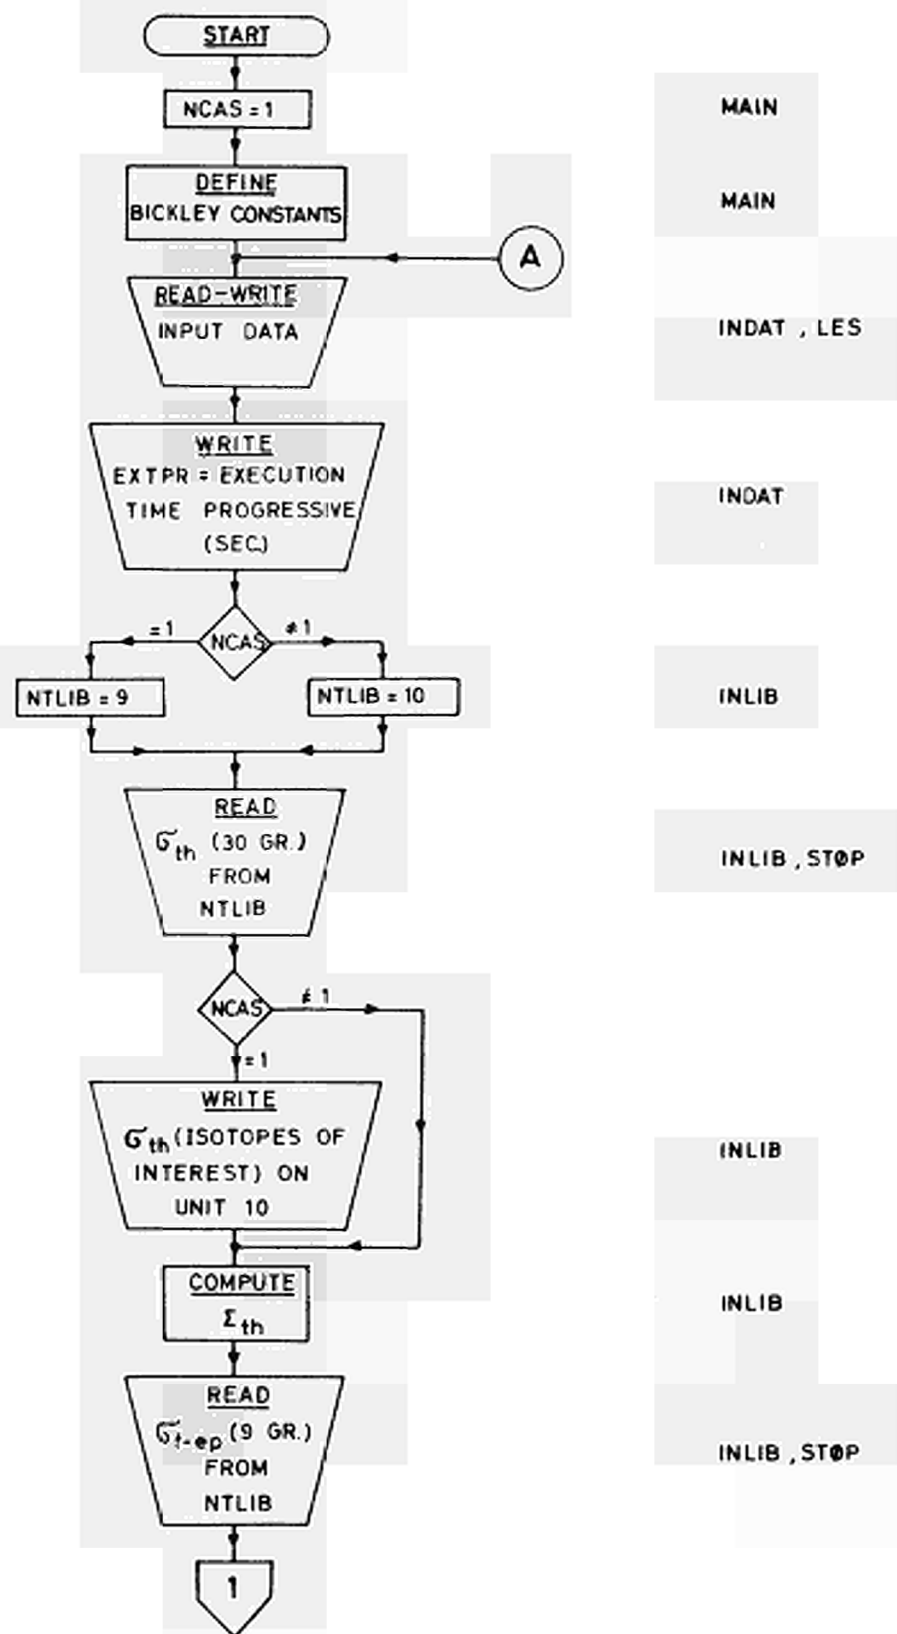 START
NCAS = 1
MAIN
DEFINE
BICKLEY CONSTANTS
MAIN
A
READ-WRITE
INPUT DATA
INDAT , LES
WRITE
EXTPR = EXECUTION
TIME PROGRESSIVE
(SEC.)
INDAT
= 1
NCAS
≠ 1
NTLIB = 9
NTLIB = 10
INLIB
READ
σth (30 GR.)
FROM
NTLIB
INLIB , STØP
NCAS
≠ 1
= 1
WRITE
σth (ISOTOPES OF
INTEREST) ON
UNIT 10
INLIB
COMPUTE
Σth
INLIB
READ
σf-ep (9 GR.)
FROM
NTLIB
INLIB , STØP
1